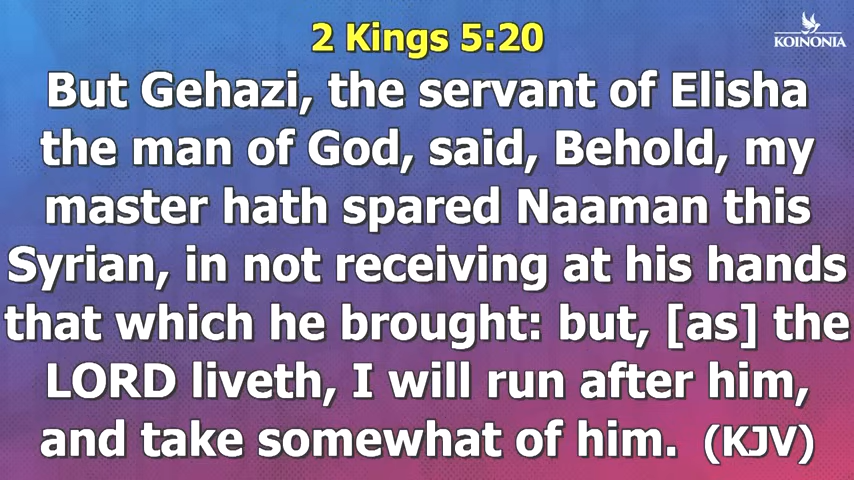 2 Kings 5:20
KOINONIA
But Gehazi, the servant of Elisha
the man of God, said, Behold, my
master hath spared Naaman this
Syrian, in not receiving at his hands
that which he brought: but, [as] the
LORD liveth, I will run after him,
and take somewhat of him. (KJV)